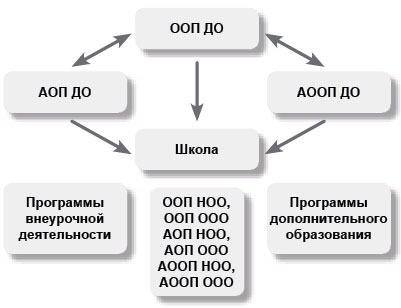 ООП ДО
АОП ДО
АООП ДО
Школа
Программы
внеурочной
деятельности
ООП НОО,
ООП ООО
АОП НОО,
АОП ООО
АООП НОО,
АООП ООО
Программы
дополнительного
образования